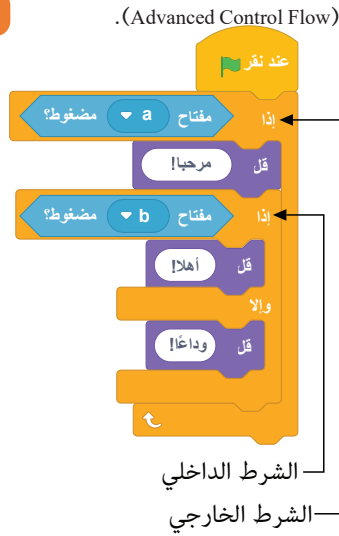 (Advanced Control Flow).
عند نقر
إذا مفتاح a مضغوط؟
قل مرحبا!
إذا مفتاح b مضغوط؟
قل أهلا!
وإلا
قل وداعًا!
الشرط الداخلي
الشرط الخارجي